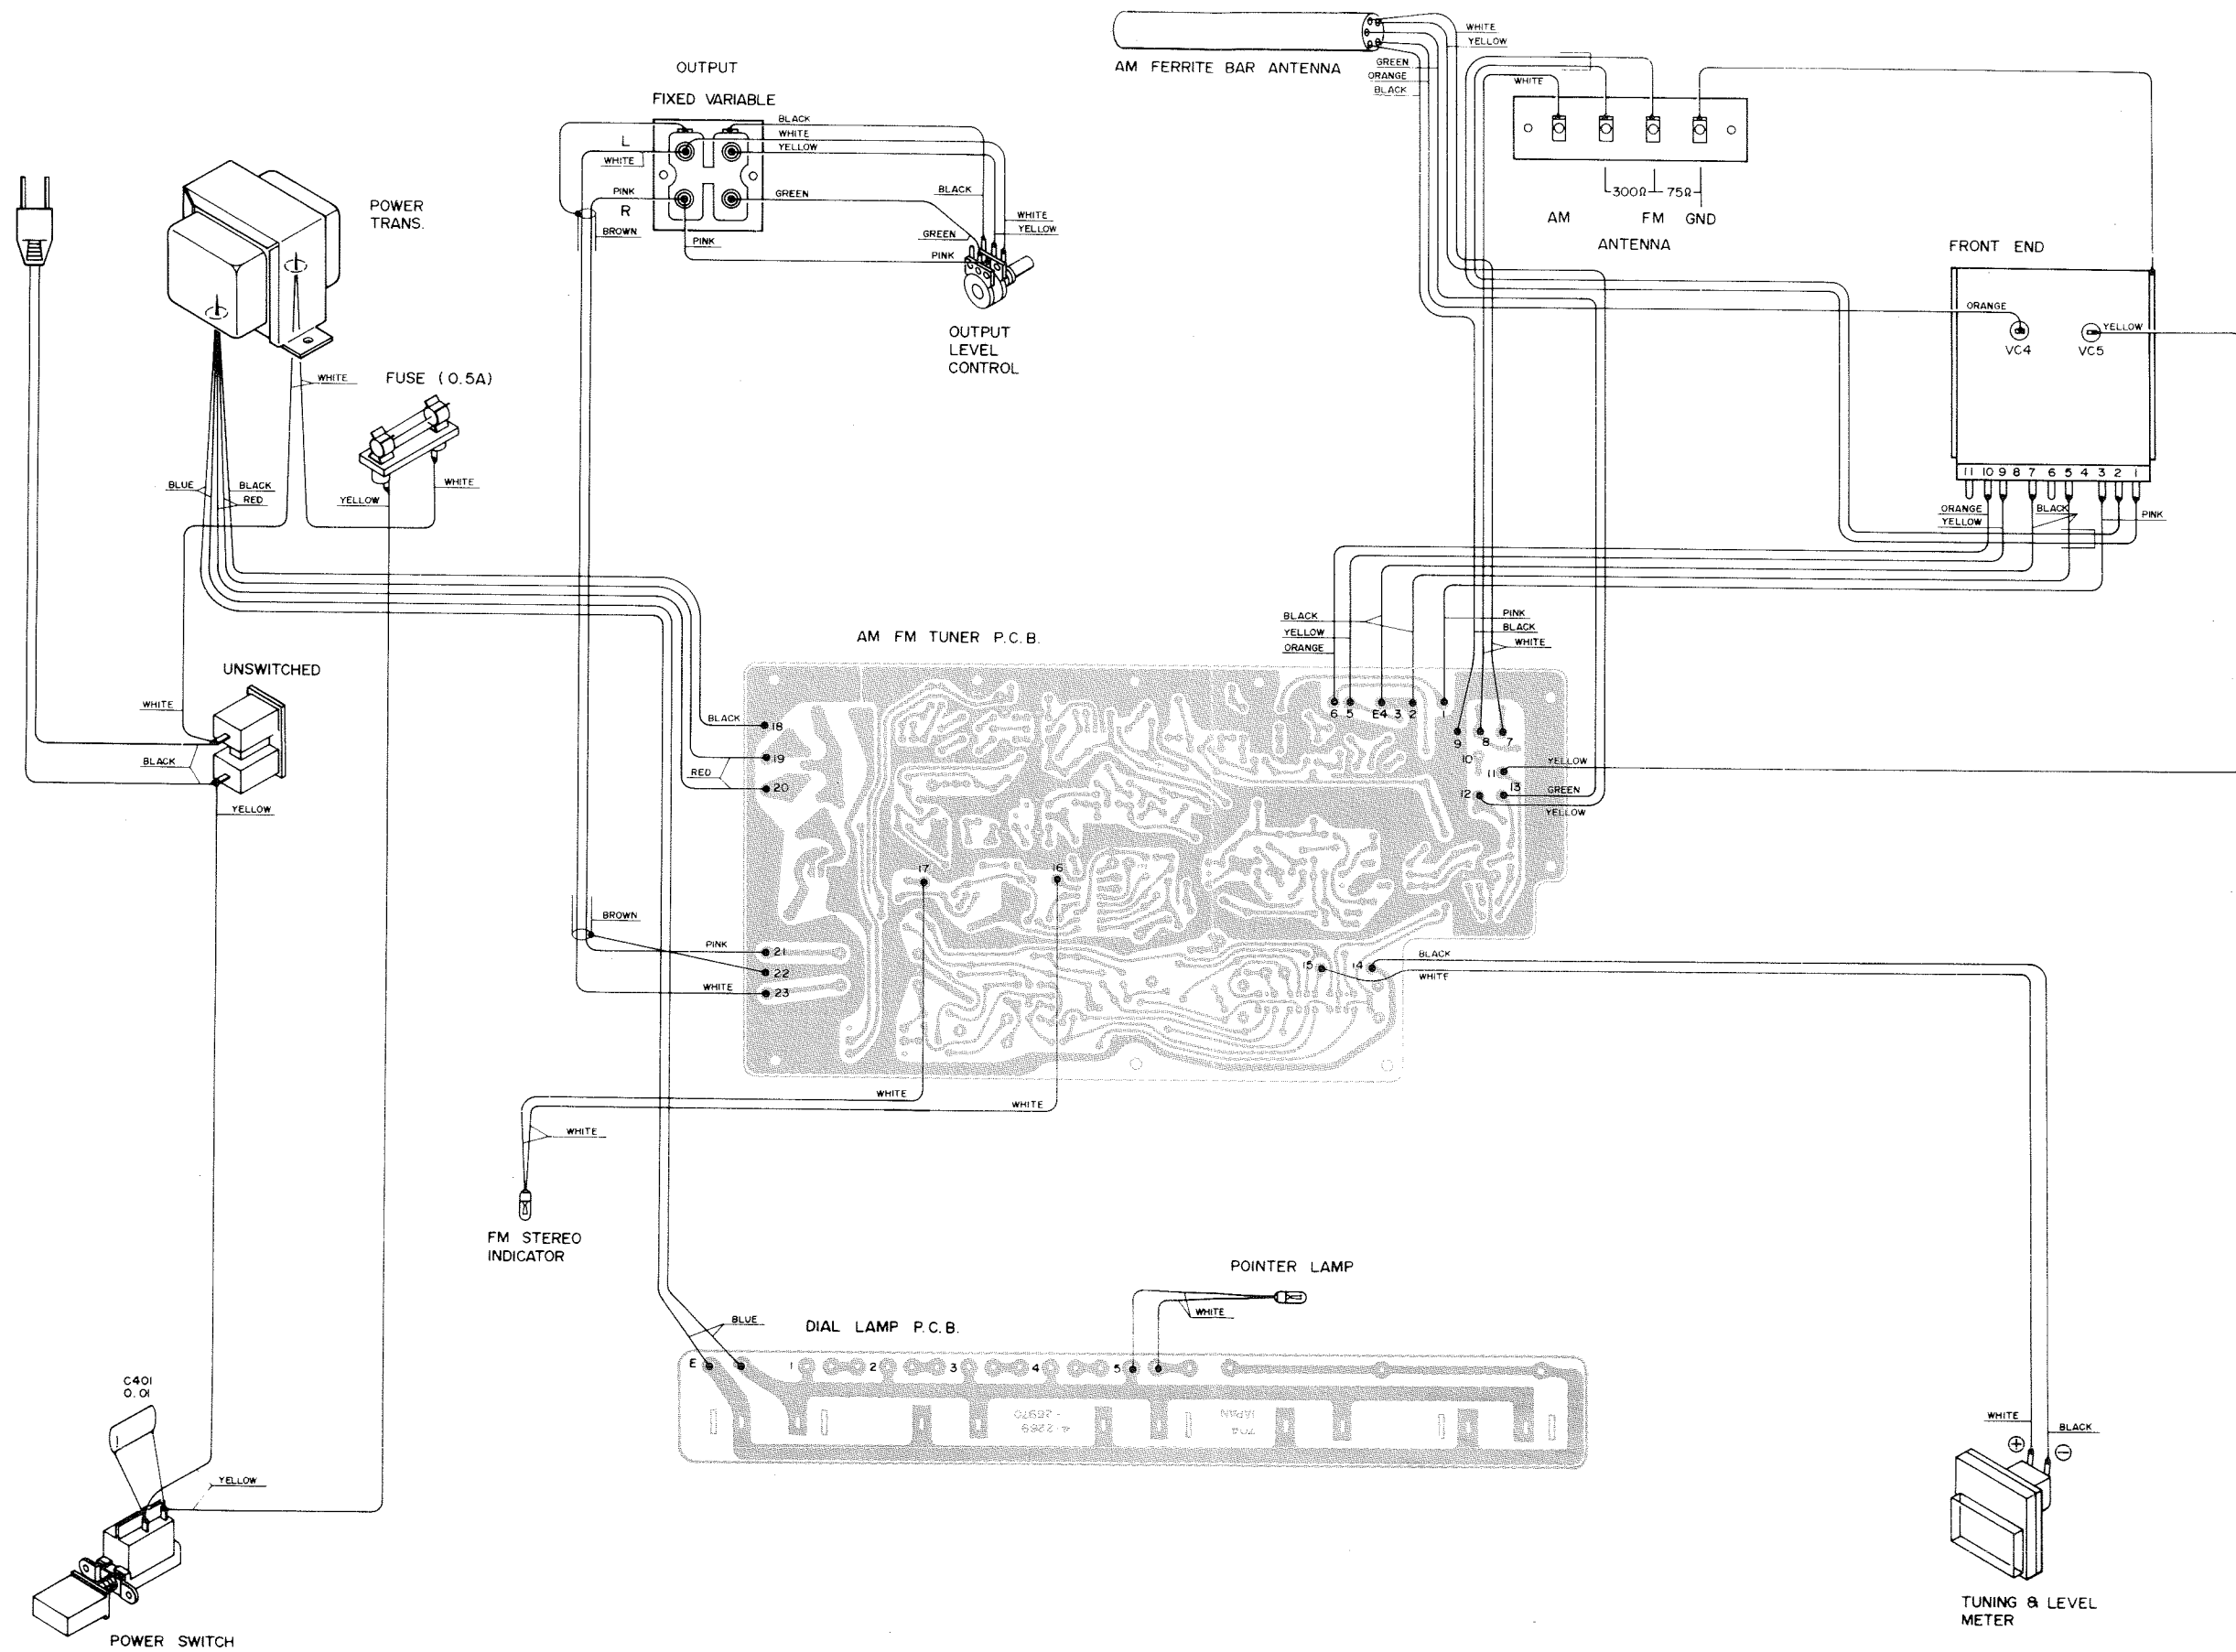 WHITE
YELLOW
AM FERRITE BAR ANTENNA
GREEN
ORANGE
BLACK
WHITE
300Ω 75Ω
AM FM GND
ANTENNA
OUTPUT
FIXED VARIABLE
L
WHITE
BLACK
WHITE
YELLOW
PINK
R
BROWN
GREEN
BLACK
PINK
GREEN
PINK
WHITE
YELLOW
OUTPUT
LEVEL
CONTROL
POWER
TRANS.
WHITE
FUSE (0.5A)
BLUE
BLACK
RED
YELLOW
WHITE
FRONT END
ORANGE
YELLOW
VC4
VC5
11 10 9 8 7 6 5 4 3 2 1
ORANGE
YELLOW
BLACK
PINK
UNSWITCHED
WHITE
BLACK
YELLOW
AM FM TUNER P.C.B.
BLACK
YELLOW
ORANGE
PINK
BLACK
WHITE
6 5 E4 3 2 1
9 8 7
10
11
12
13
YELLOW
GREEN
YELLOW
BLACK
18
19
RED
20
17
16
BROWN
PINK
21
22
WHITE
23
15
14
BLACK
WHITE
WHITE
WHITE
WHITE
FM STEREO
INDICATOR
POINTER LAMP
WHITE
BLUE
DIAL LAMP P.C.B.
E 1 2 3 4 5
4-2269
-26970
704
JAPAN
C401
0.01
YELLOW
POWER SWITCH
WHITE
BLACK
+
−
TUNING & LEVEL
METER